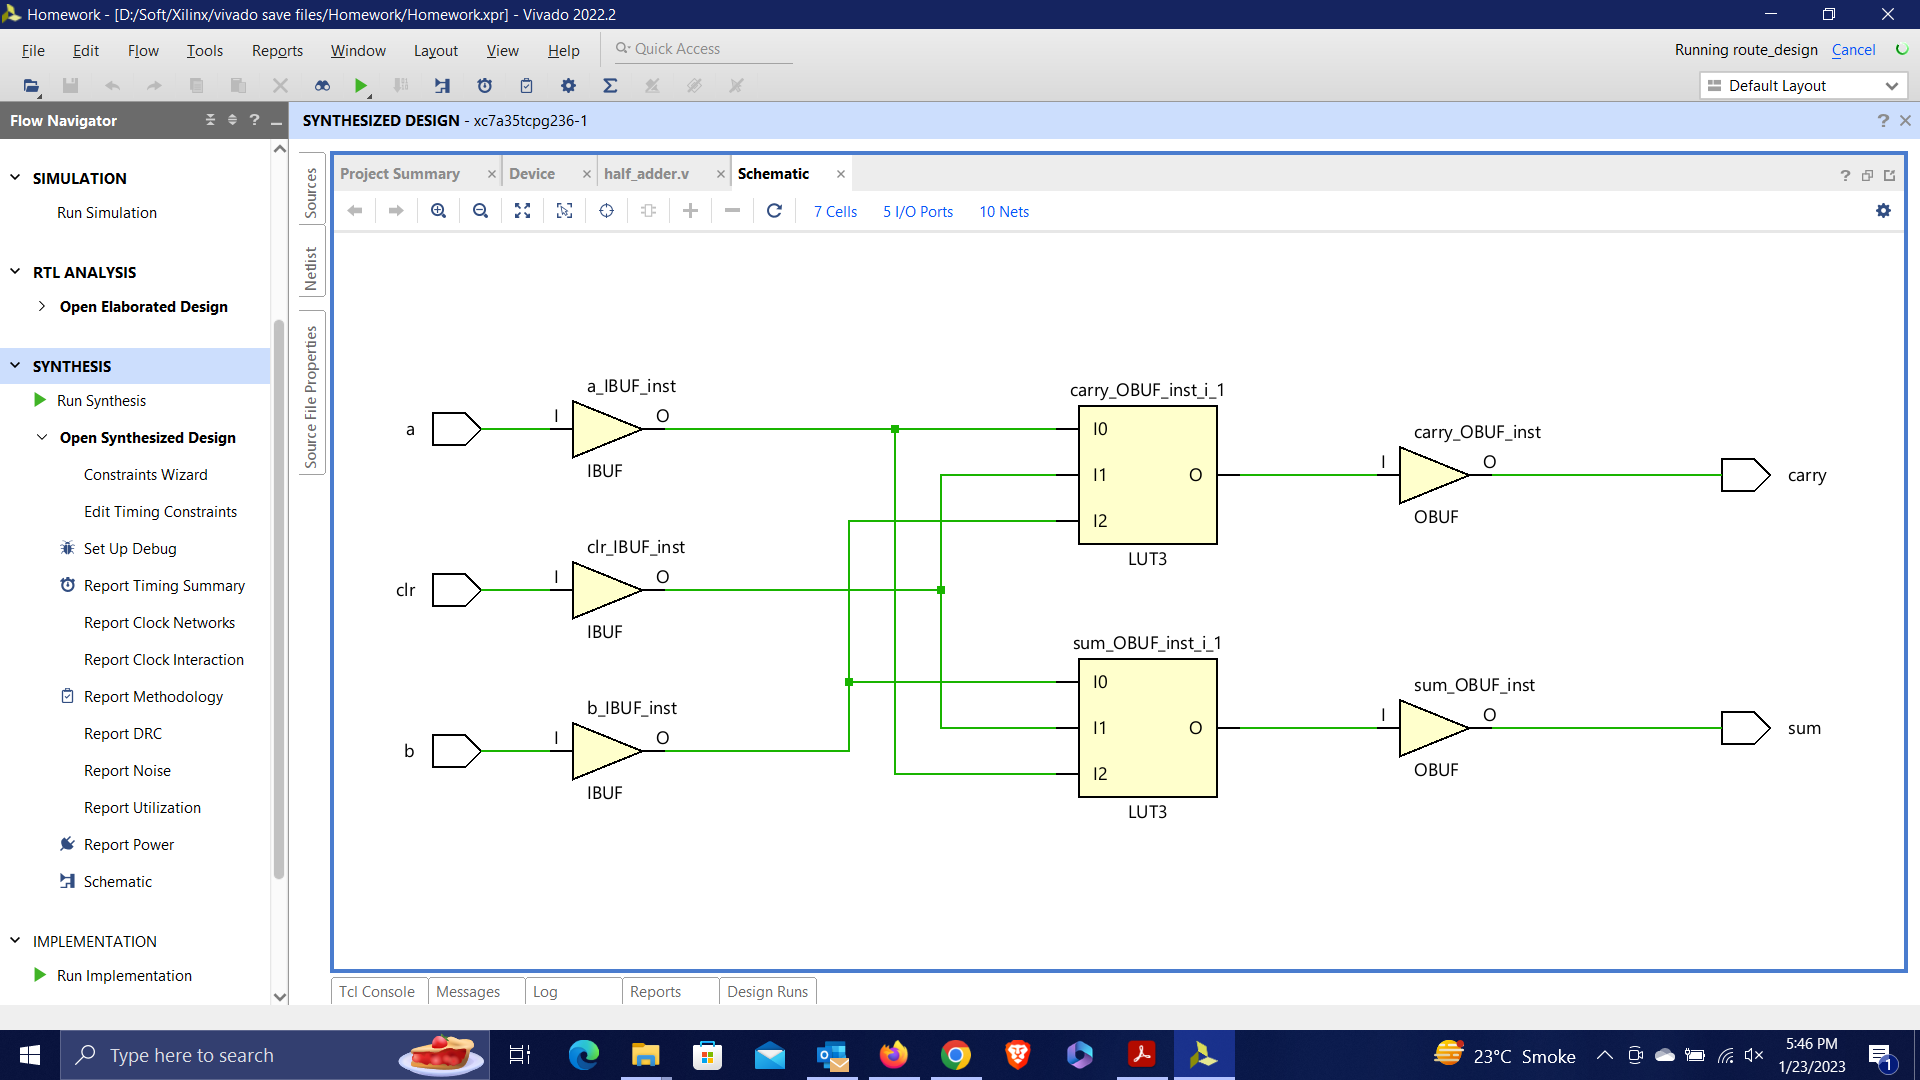 Homework - [D:/Soft/Xilinx/vivado save files/Homework/Homework.xpr] - Vivado 2022.2
File Edit Flow Tools Reports Window Layout View Help Quick Access
Running route_design Cancel
Default Layout
Flow Navigator
SYNTHESIZED DESIGN - xc7a35tcpg236-1
SIMULATION
Run Simulation
RTL ANALYSIS
Open Elaborated Design
SYNTHESIS
Run Synthesis
Open Synthesized Design
Constraints Wizard
Edit Timing Constraints
Set Up Debug
Report Timing Summary
Report Clock Networks
Report Clock Interaction
Report Methodology
Report DRC
Report Noise
Report Utilization
Report Power
Schematic
IMPLEMENTATION
Run Implementation
Sources
Netlist
Source File Properties
Project Summary Device half_adder.v Schematic
7 Cells 5 I/O Ports 10 Nets
a
I
a_IBUF_inst
O
IBUF
clr
I
clr_IBUF_inst
O
IBUF
b
I
b_IBUF_inst
O
IBUF
carry_OBUF_inst_i_1
I0
I1
I2
O
LUT3
sum_OBUF_inst_i_1
I0
I1
I2
O
LUT3
carry_OBUF_inst
I
O
OBUF
carry
sum_OBUF_inst
I
O
OBUF
sum
Tcl Console Messages Log Reports Design Runs
Type here to search
23°C Smoke
5:46 PM
1/23/2023
1